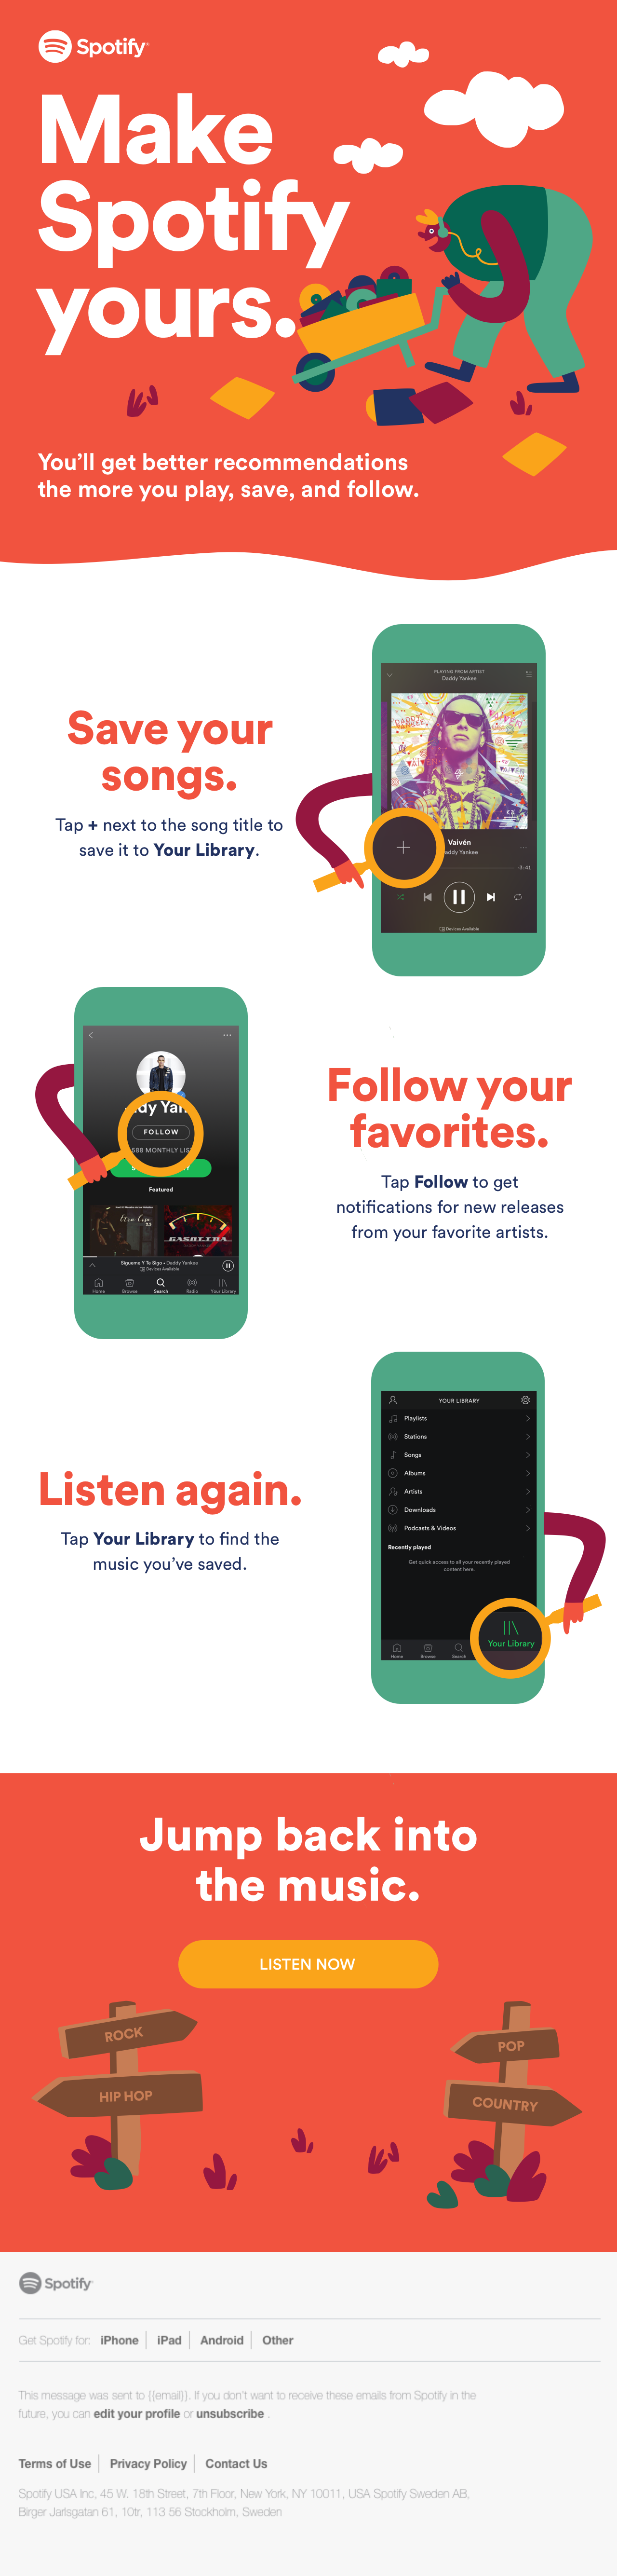 Spotify
Make
Spotify
yours.
You'll get better recommendations
the more you play, save, and follow.
PLAYING FROM ARTIST
Daddy Yankee
DADDY
Save your
songs.
Tap + next to the song title to
save it to Your Library.
Vaivén
ddy Yankee
-3:41
Devices Available
dy Yan
FOLLOW
588 MONTHLY LIS
Featured
Sígueme Y Te Sigo • Daddy Yankee
Devices Available
Home Browse Search Radio Your Library
Follow your
favorites.
Tap Follow to get
notifications for new releases
from your favorite artists.
YOUR LIBRARY
Playlists
Stations
Songs
Albums
Artists
Downloads
Podcasts & Videos
Recently played
Get quick access to all your recently played
content here.
Home Browse Search
Your Library
Listen again.
Tap Your Library to find the
music you've saved.
Jump back into
the music.
LISTEN NOW
ROCK
HIP HOP
POP
COUNTRY
Spotify
Get Spotify for: iPhone iPad Android Other
This message was sent to {{email}}. If you don't want to receive these emails from Spotify in the
future, you can edit your profile or unsubscribe .
Terms of Use Privacy Policy Contact Us
Spotify USA Inc, 45 W. 18th Street, 7th Floor, New York, NY 10011, USA Spotify Sweden AB,
Birger Jarlsgatan 61, 10tr, 113 56 Stockholm, Sweden